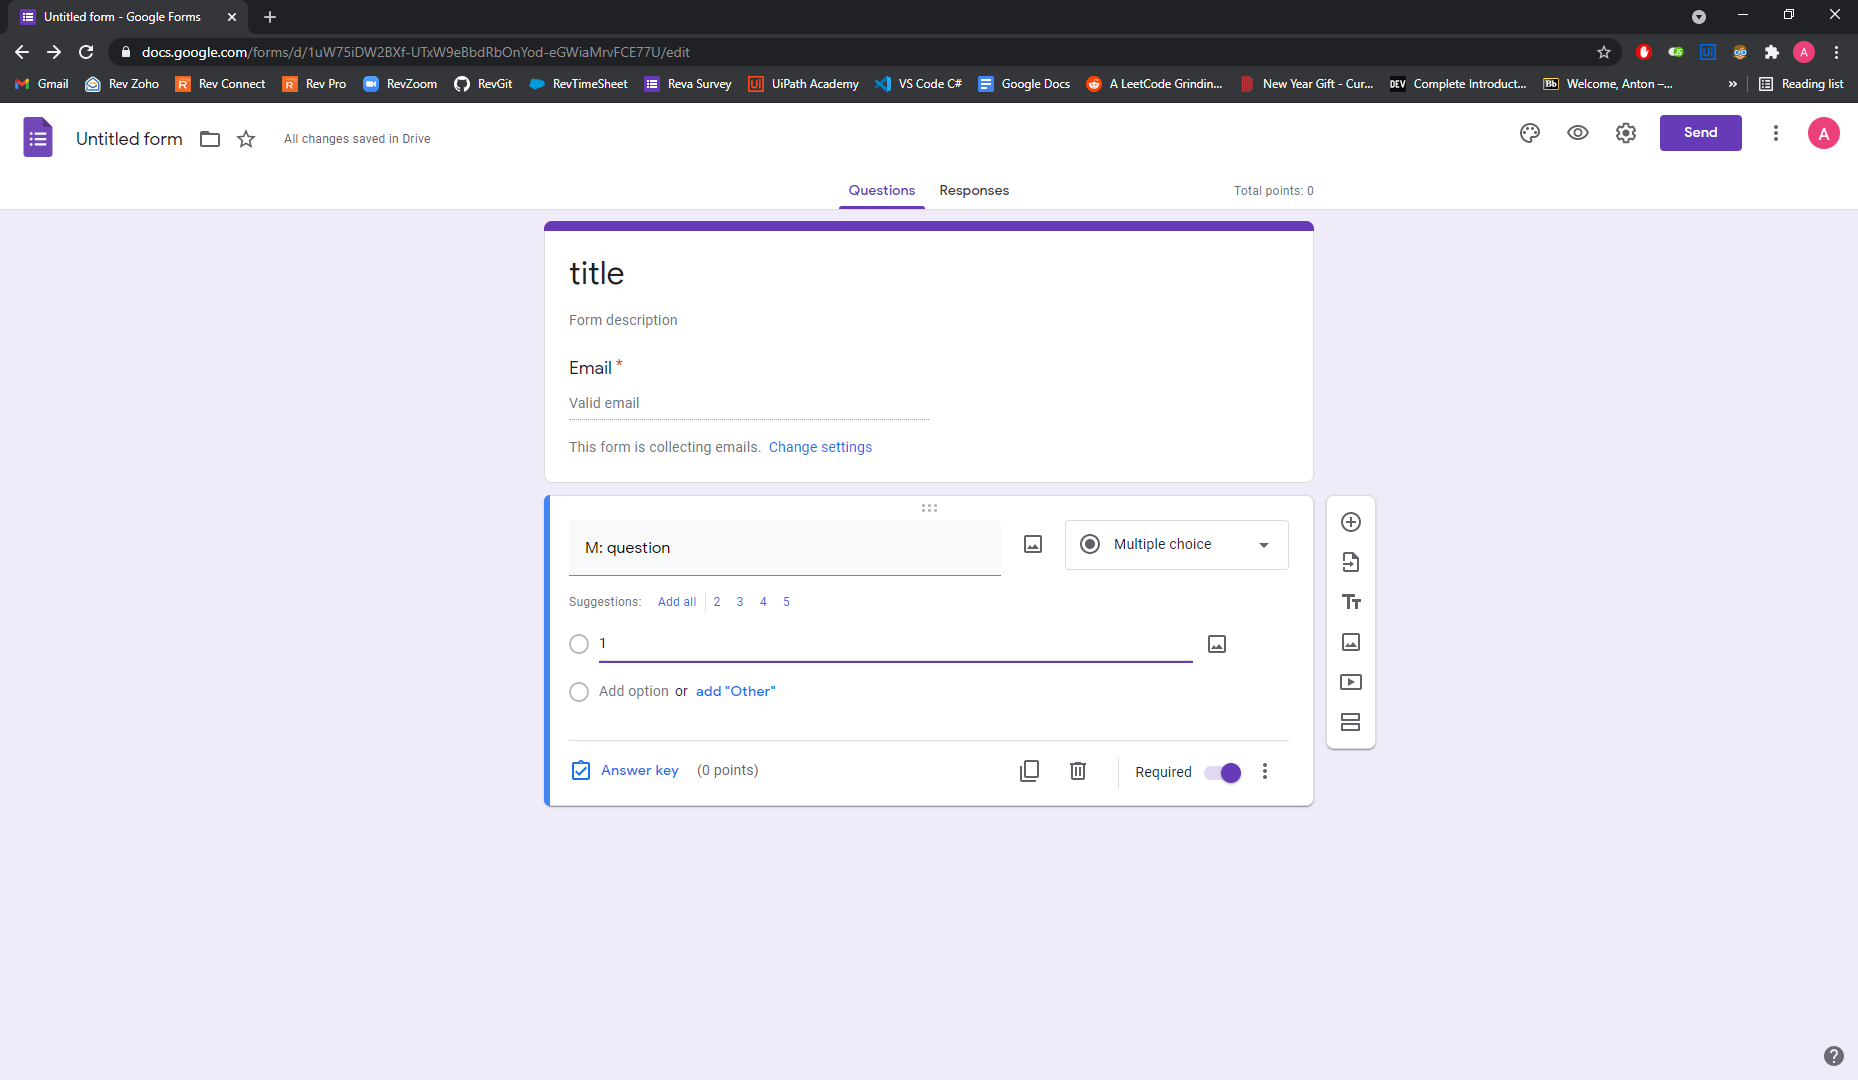 Untitled form - Google Forms
docs.google.com/forms/d/1uW75iDW2BXf-UTxW9eBbdRbOnYod-eGWiaMrvFCE77U/edit
A
Gmail Rev Zoho Rev Connect Rev Pro RevZoom RevGit RevTimeSheet Reva Survey UiPath Academy VS Code C# Google Docs A LeetCode Grindin... New Year Gift - Cur... Complete Introduct... Welcome, Anton –... » Reading list
Untitled form All changes saved in Drive Send A
Questions Responses Total points: 0
title
Form description
Email *
Valid email
This form is collecting emails. Change settings
M: question Multiple choice
Suggestions: Add all 2 3 4 5
1
Add option or add "Other"
Answer key (0 points) Required